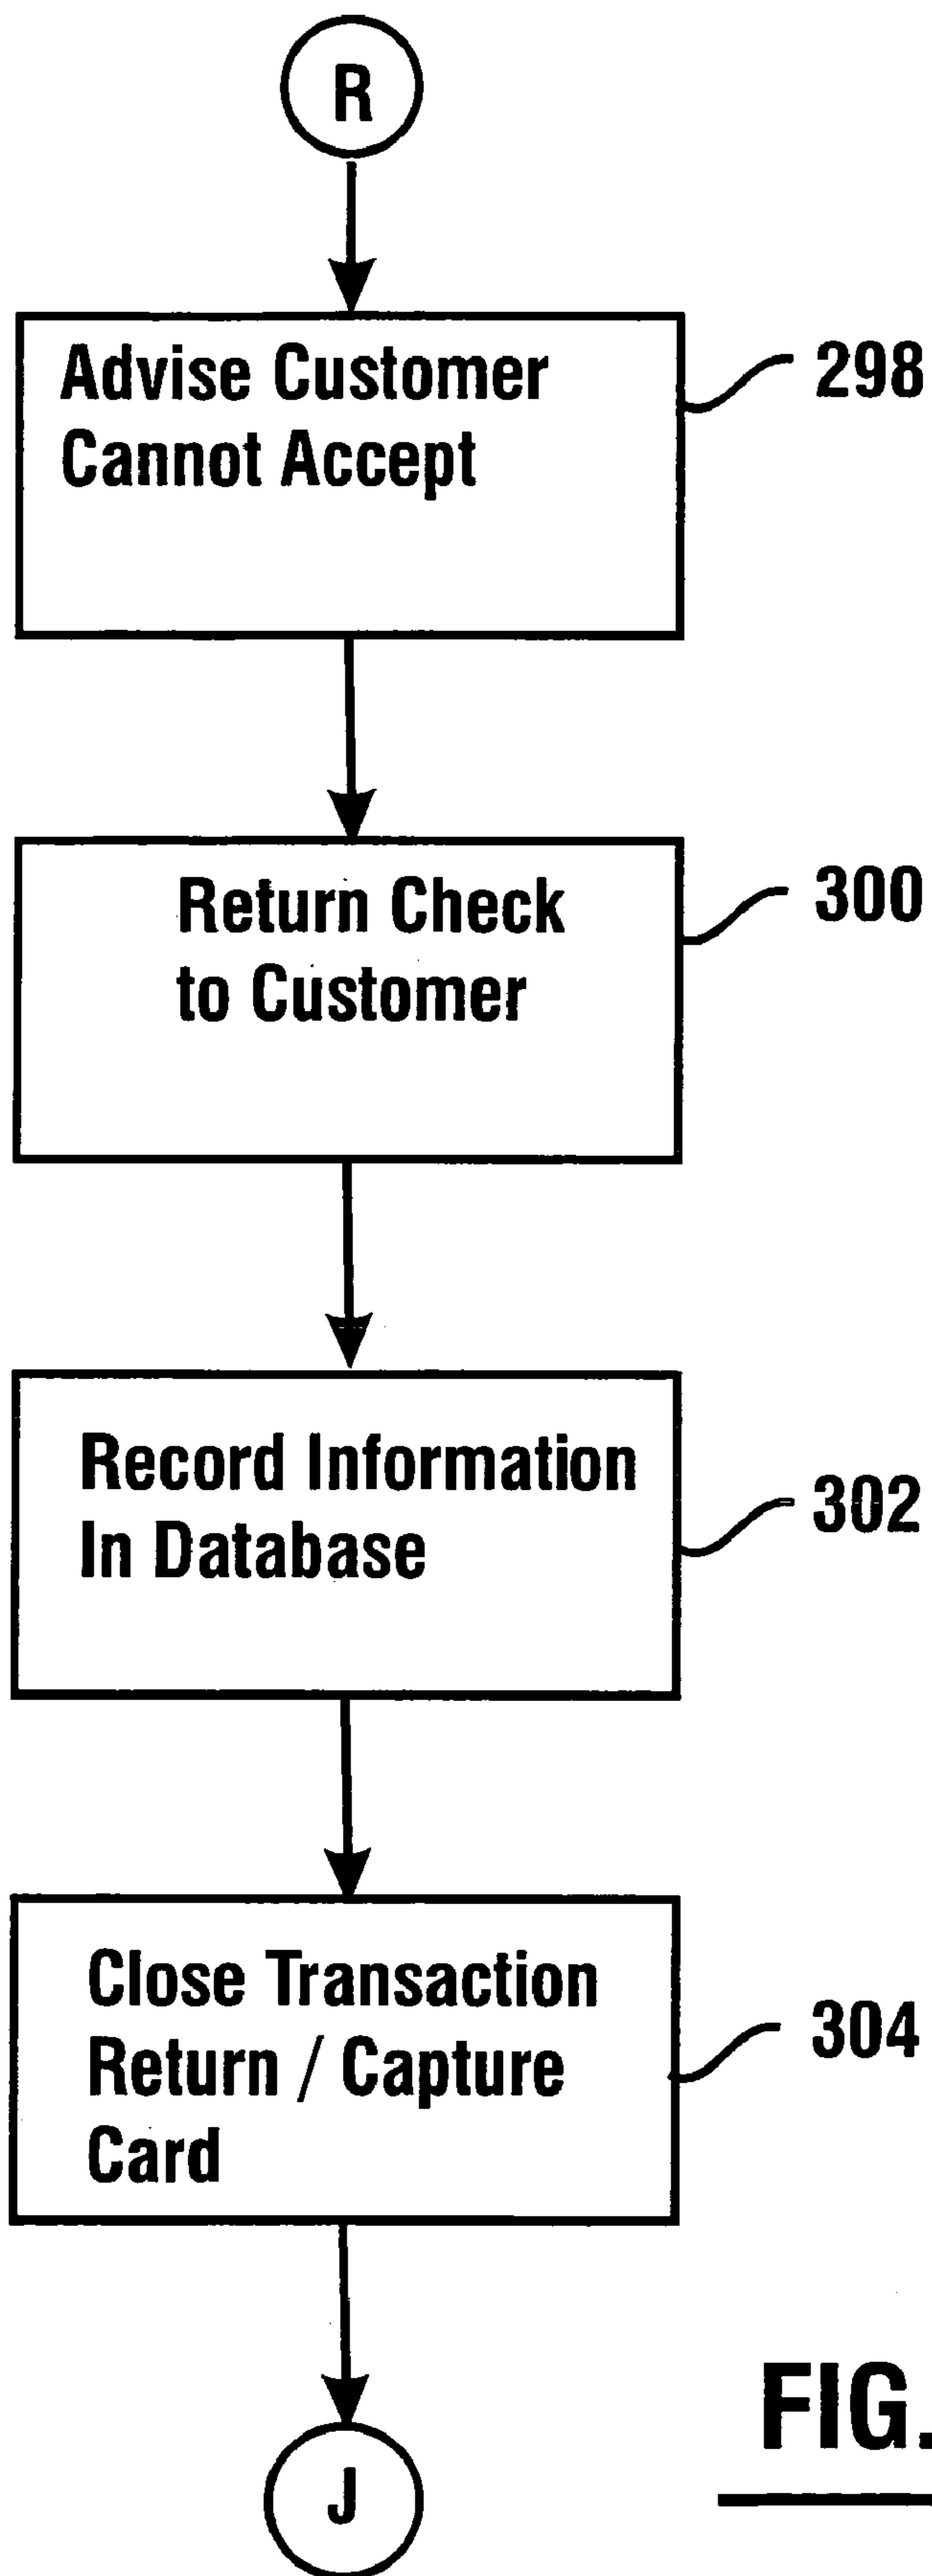 R
Advise Customer
Cannot Accept
298
Return Check
to Customer
300
Record Information
In Database
302
Close Transaction
Return / Capture
Card
304
J
FIG.